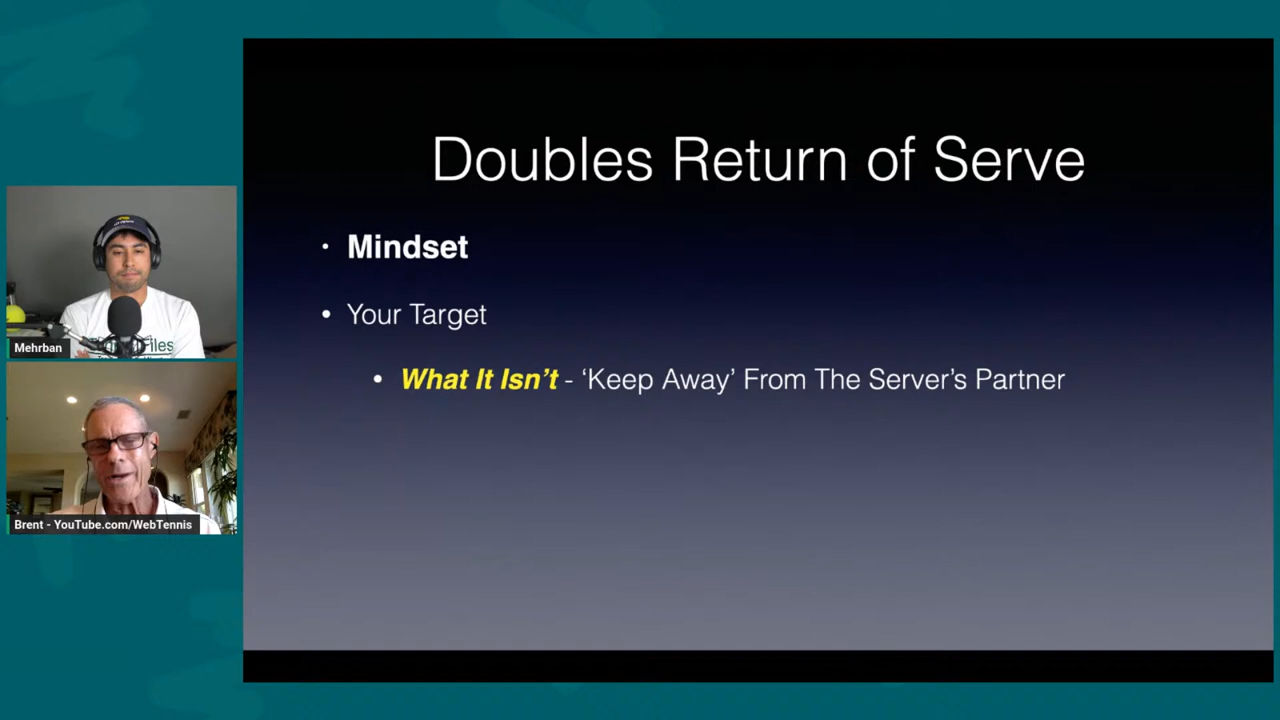 Doubles Return of Serve
• Mindset
• Your Target
• What It Isn't - ‘Keep Away’ From The Server’s Partner
Mehrban
Files
Brent - YouTube.com/WebTennis